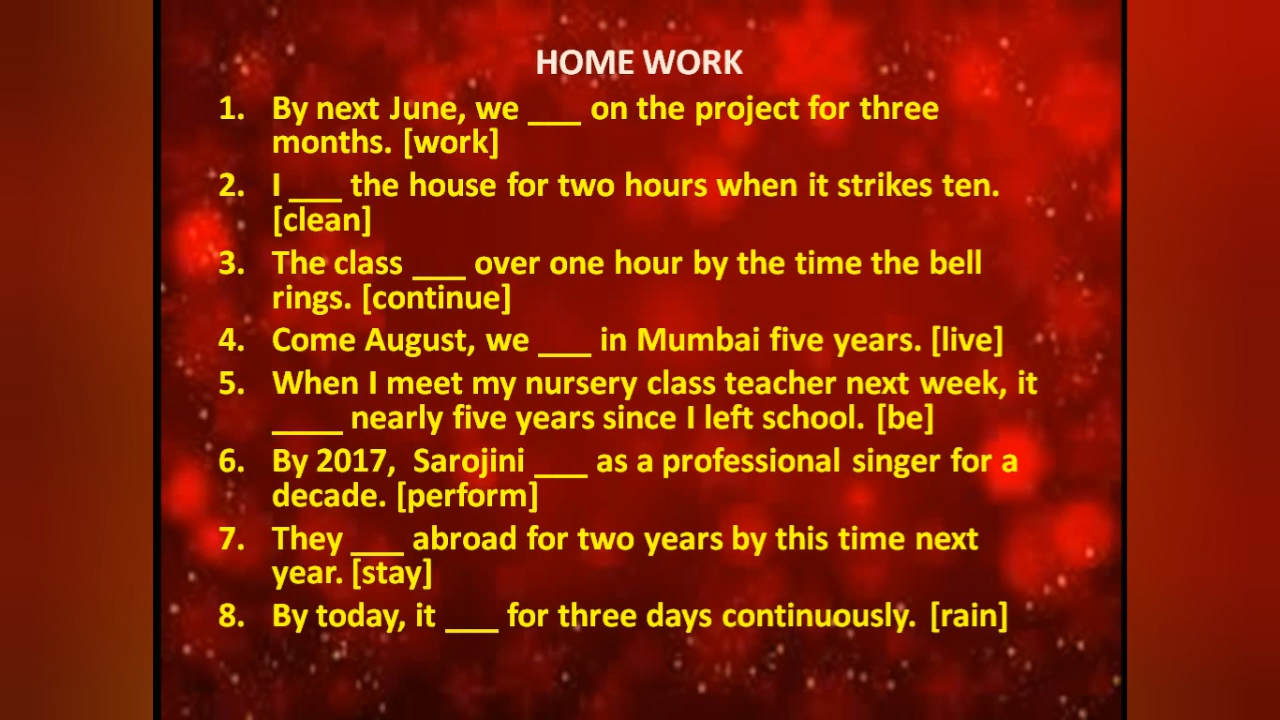 HOME WORK
1. By next June, we ___ on the project for three
months. [work]
2. I ___ the house for two hours when it strikes ten.
[clean]
3. The class ___ over one hour by the time the bell
rings. [continue]
4. Come August, we ___ in Mumbai five years. [live]
5. When I meet my nursery class teacher next week, it
____ nearly five years since I left school. [be]
6. By 2017, Sarojini ___ as a professional singer for a
decade. [perform]
7. They ___ abroad for two years by this time next
year. [stay]
8. By today, it ___ for three days continuously. [rain]